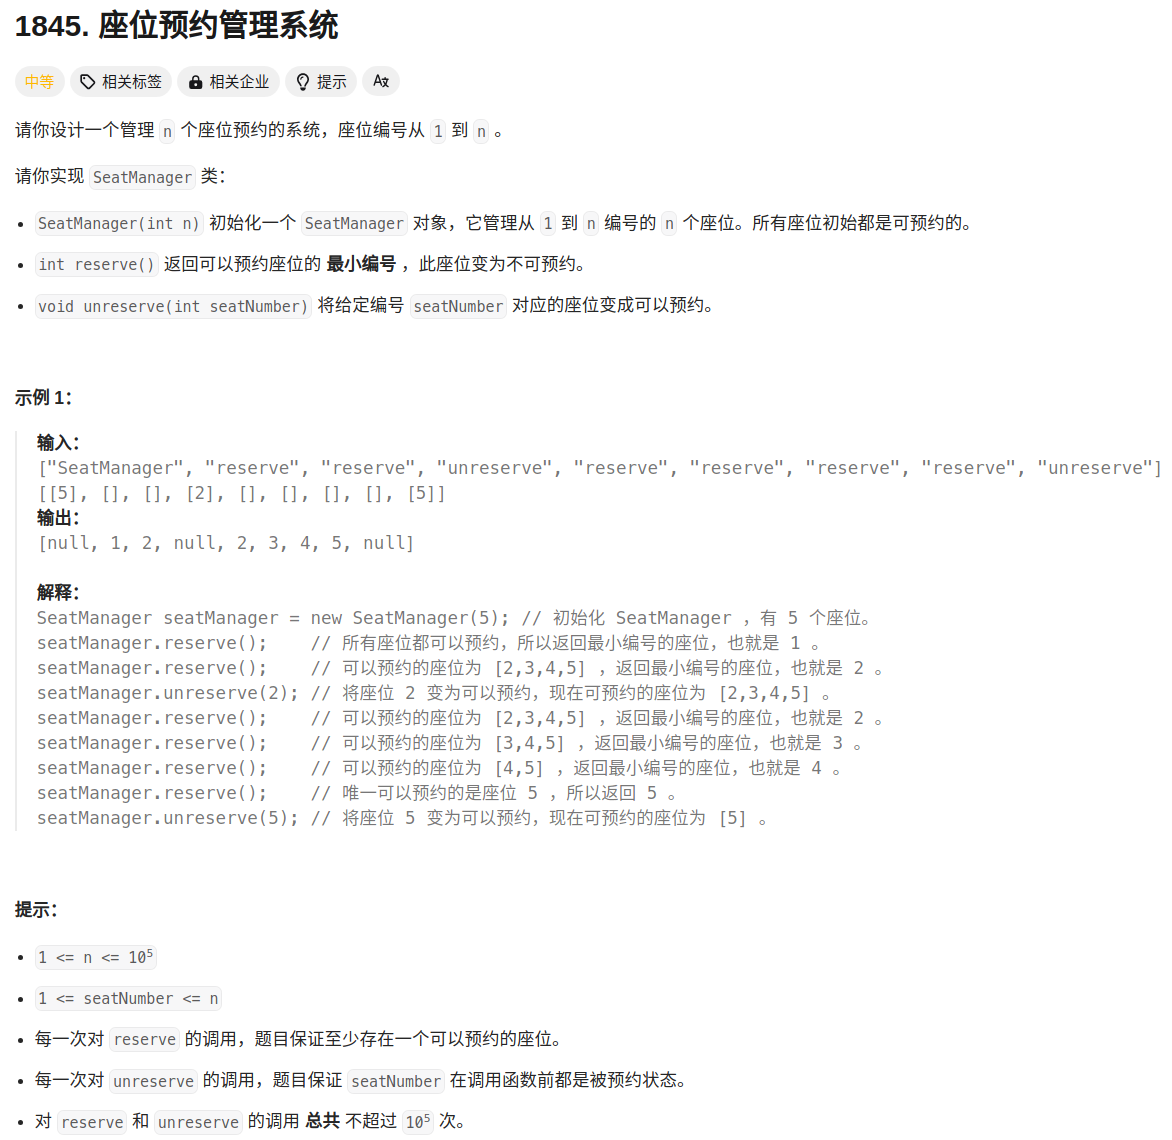 1845. 座位预约管理系统
中等 相关标签 相关企业 提示 A文
请你设计一个管理 n 个座位预约的系统，座位编号从 1 到 n 。
请你实现 SeatManager 类：
SeatManager(int n) 初始化一个 SeatManager 对象，它管理从 1 到 n 编号的 n 个座位。所有座位初始都是可预约的。
int reserve() 返回可以预约座位的 最小编号 ，此座位变为不可预约。
void unreserve(int seatNumber) 将给定编号 seatNumber 对应的座位变成可以预约。
示例 1：
输入：
["SeatManager", "reserve", "reserve", "unreserve", "reserve", "reserve", "reserve", "reserve", "unreserve"]
[[5], [], [], [2], [], [], [], [], [5]]
输出：
[null, 1, 2, null, 2, 3, 4, 5, null]
解释：
SeatManager seatManager = new SeatManager(5); // 初始化 SeatManager ，有 5 个座位。
seatManager.reserve();    // 所有座位都可以预约，所以返回最小编号的座位，也就是 1 。
seatManager.reserve();    // 可以预约的座位为 [2,3,4,5] ，返回最小编号的座位，也就是 2 。
seatManager.unreserve(2); // 将座位 2 变为可以预约，现在可预约的座位为 [2,3,4,5] 。
seatManager.reserve();    // 可以预约的座位为 [2,3,4,5] ，返回最小编号的座位，也就是 2 。
seatManager.reserve();    // 可以预约的座位为 [3,4,5] ，返回最小编号的座位，也就是 3 。
seatManager.reserve();    // 可以预约的座位为 [4,5] ，返回最小编号的座位，也就是 4 。
seatManager.reserve();    // 唯一可以预约的是座位 5 ，所以返回 5 。
seatManager.unreserve(5); // 将座位 5 变为可以预约，现在可预约的座位为 [5] 。
提示：
1 <= n <= 10⁵
1 <= seatNumber <= n
每一次对 reserve 的调用，题目保证至少存在一个可以预约的座位。
每一次对 unreserve 的调用，题目保证 seatNumber 在调用函数前都是被预约状态。
对 reserve 和 unreserve 的调用 总共 不超过 10⁵ 次。